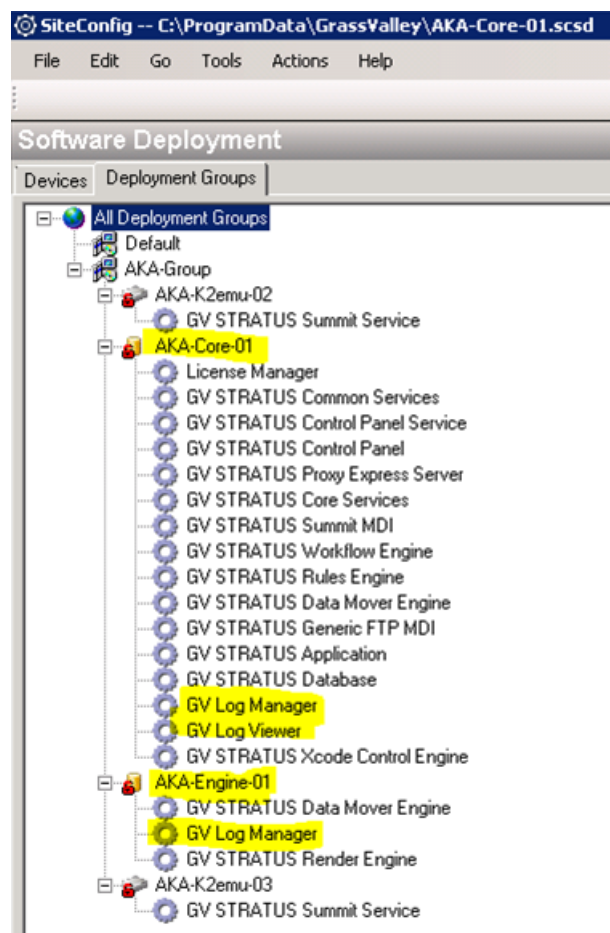 SiteConfig -- C:\ProgramData\GrassValley\AKA-Core-01.scsd
File Edit Go Tools Actions Help
Software Deployment
Devices Deployment Groups
All Deployment Groups
Default
AKA-Group
AKA-K2emu-02
GV STRATUS Summit Service
AKA-Core-01
License Manager
GV STRATUS Common Services
GV STRATUS Control Panel Service
GV STRATUS Control Panel
GV STRATUS Proxy Express Server
GV STRATUS Core Services
GV STRATUS Summit MDI
GV STRATUS Workflow Engine
GV STRATUS Rules Engine
GV STRATUS Data Mover Engine
GV STRATUS Generic FTP MDI
GV STRATUS Application
GV STRATUS Database
GV Log Manager
GV Log Viewer
GV STRATUS Xcode Control Engine
AKA-Engine-01
GV STRATUS Data Mover Engine
GV Log Manager
GV STRATUS Render Engine
AKA-K2emu-03
GV STRATUS Summit Service